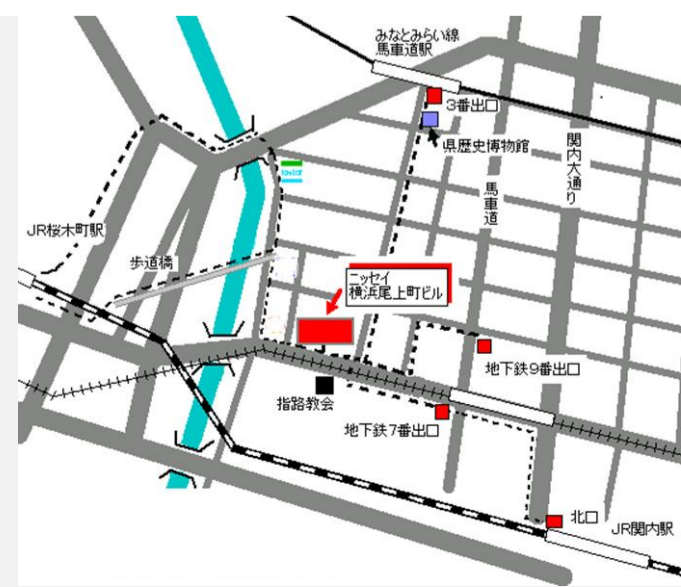 みなとみらい線
馬車道駅
3番出口
県歴史博物館
関内大通り
馬車道
JR桜木町駅
歩道橋
ニッセイ
横浜尾上町ビル
地下鉄9番出口
指路教会
地下鉄7番出口
北口
JR関内駅